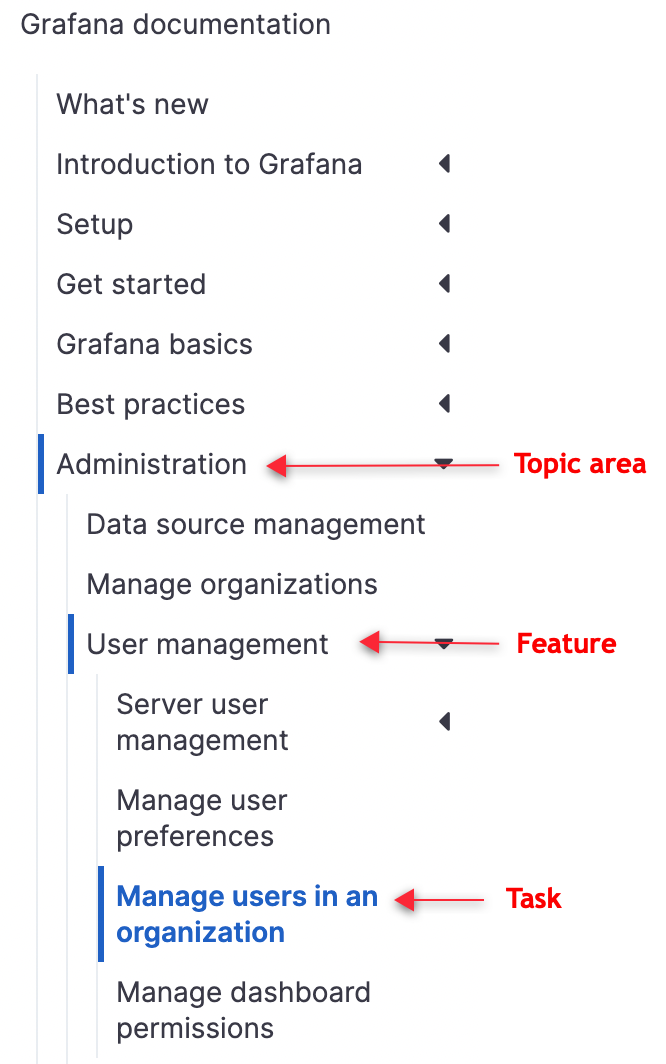 Grafana documentation
What's new
Introduction to Grafana
Setup
Get started
Grafana basics
Best practices
Administration Topic area
Data source management
Manage organizations
User management Feature
Server user
management
Manage user
preferences
Manage users in an Task
organization
Manage dashboard
permissions